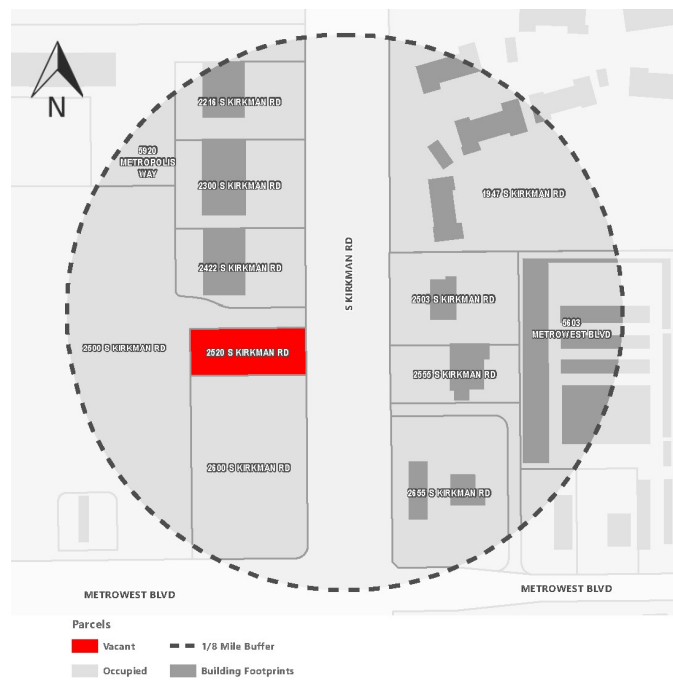 N
2216 S KIRKMAN RD
5920
METROPOLIS
WAY
2300 S KIRKMAN RD
1947 S KIRKMAN RD
2422 S KIRKMAN RD
S KIRKMAN RD
2503 S KIRKMAN RD
5603
METROWEST BLVD
2500 S KIRKMAN RD
2520 S KIRKMAN RD
2555 S KIRKMAN RD
2600 S KIRKMAN RD
2655 S KIRKMAN RD
METROWEST BLVD
METROWEST BLVD
Parcels
Vacant
1/8 Mile Buffer
Occupied
Building Footprints